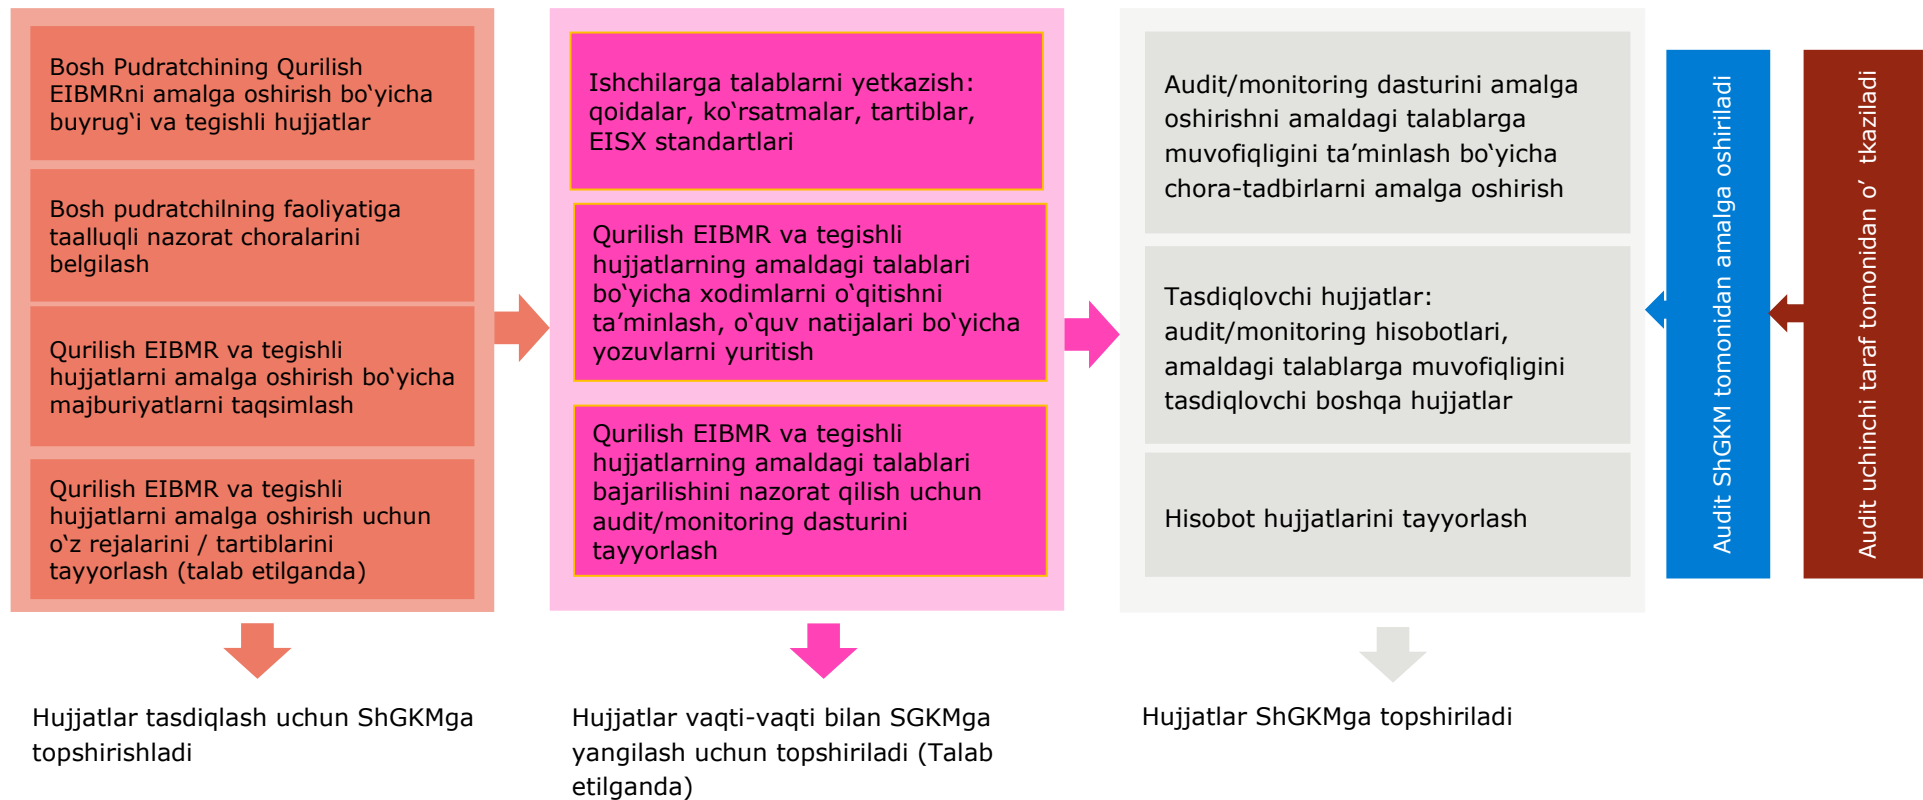 Bosh Pudratchining Qurilish
EIBMRni amalga oshirish bo‘yicha
buyrug‘i va tegishli hujjatlar
Bosh pudratchilning faoliyatiga
taalluqli nazorat choralarini
belgilash
Qurilish EIBMR va tegishli
hujjatlarni amalga oshirish bo‘yicha
majburiyatlarni taqsimlash
Qurilish EIBMR va tegishli
hujjatlarni amalga oshirish uchun
o‘z rejalarini / tartiblarini
tayyorlash (talab etilganda)
Hujjatlar tasdiqlash uchun ShGKMga
topshirishladi
Ishchilarga talablarni yetkazish:
qoidalar, ko‘rsatmalar, tartiblar,
EISX standartlari
Qurilish EIBMR va tegishli
hujjatlarning amaldagi talablari
bo‘yicha xodimlarni o‘qitishni
ta’minlash, o‘quv natijalari bo‘yicha
yozuvlarni yuritish
Qurilish EIBMR va tegishli
hujjatlarning amaldagi talablari
bajarilishini nazorat qilish uchun
audit/monitoring dasturini
tayyorlash
Hujjatlar vaqti-vaqti bilan SGKMga
yangilash uchun topshiriladi (Talab
etilganda)
Audit/monitoring dasturini amalga
oshirishni amaldagi talablarga
muvofiqligini ta’minlash bo‘yicha
chora-tadbirlarni amalga oshirish
Tasdiqlovchi hujjatlar:
audit/monitoring hisobotlari,
amaldagi talablarga muvofiqligini
tasdiqlovchi boshqa hujjatlar
Hisobot hujjatlarini tayyorlash
Hujjatlar ShGKMga topshiriladi
Audit ShGKM tomonidan amalga oshiriladi
Audit uchinchi taraf tomonidan o’ tkaziladi